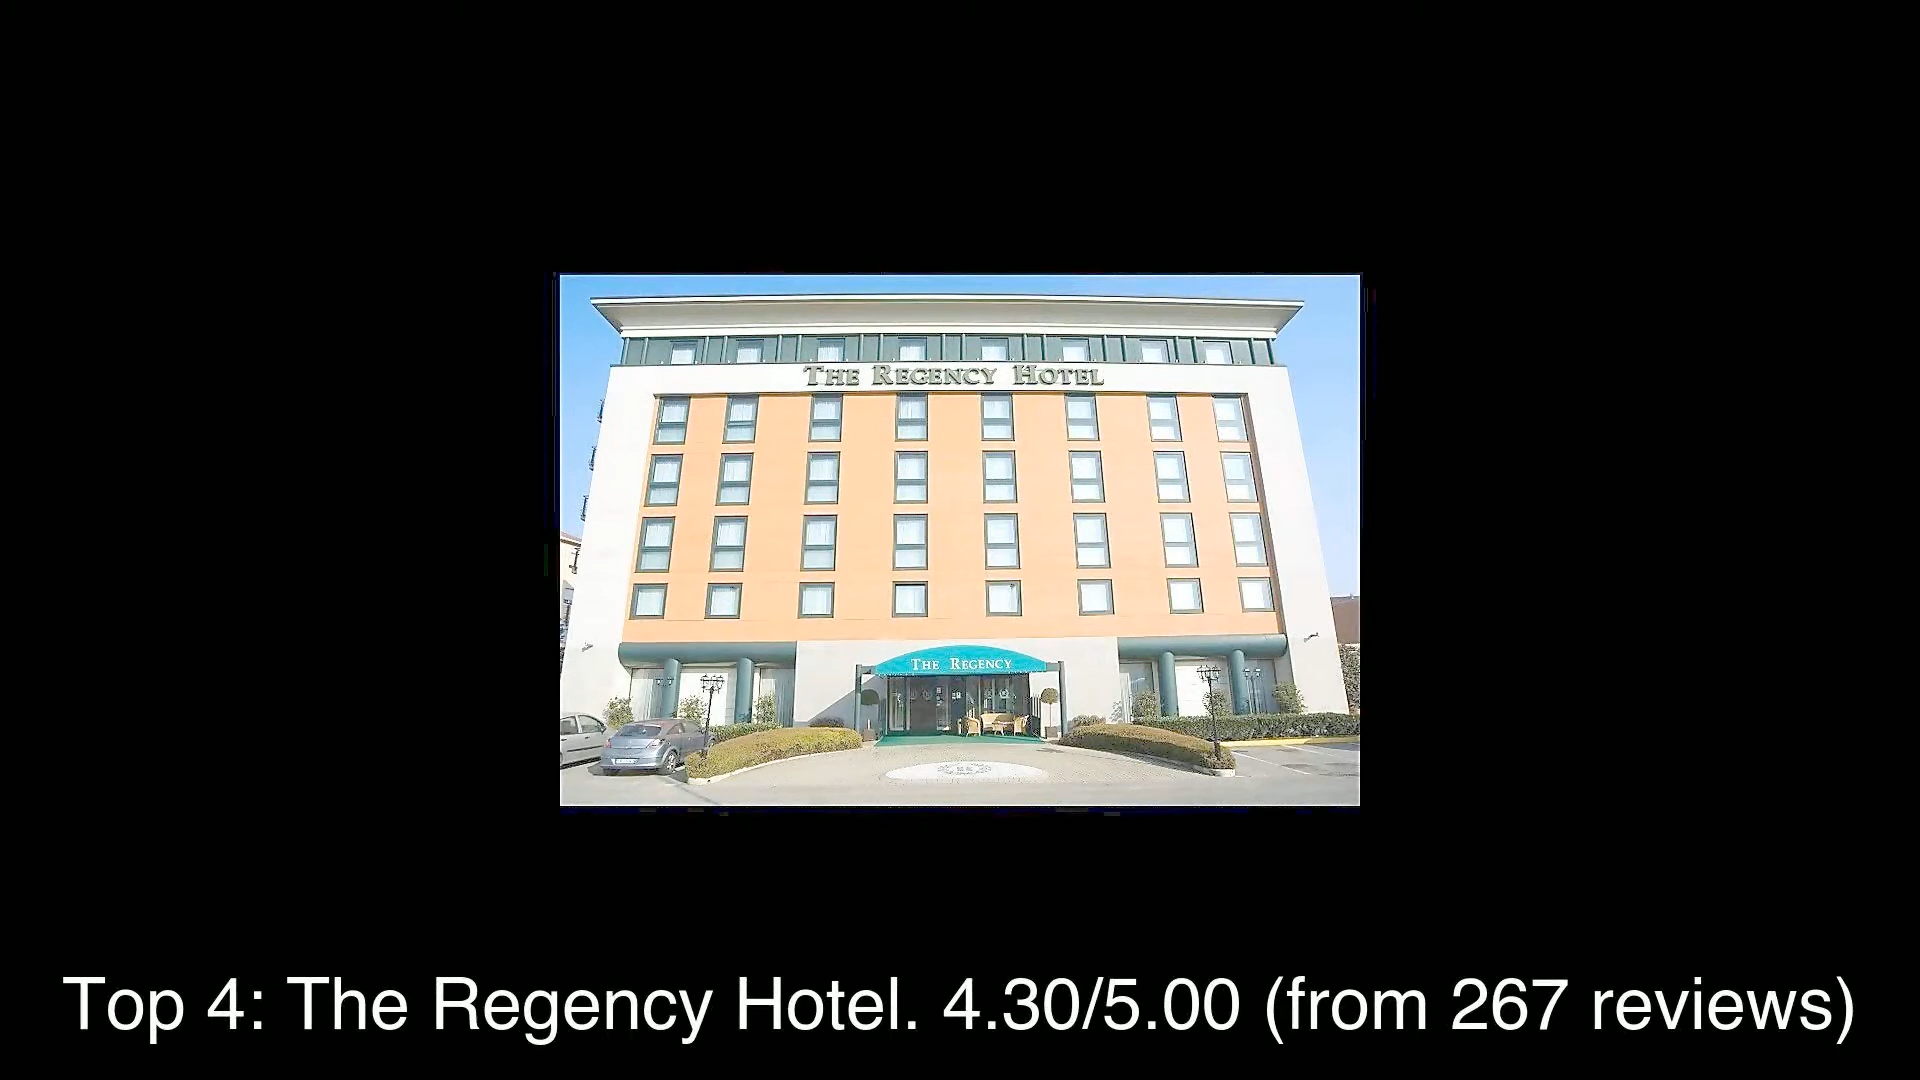 THE REGENCY HOTEL
THE REGENCY
Top 4: The Regency Hotel. 4.30/5.00 (from 267 reviews)